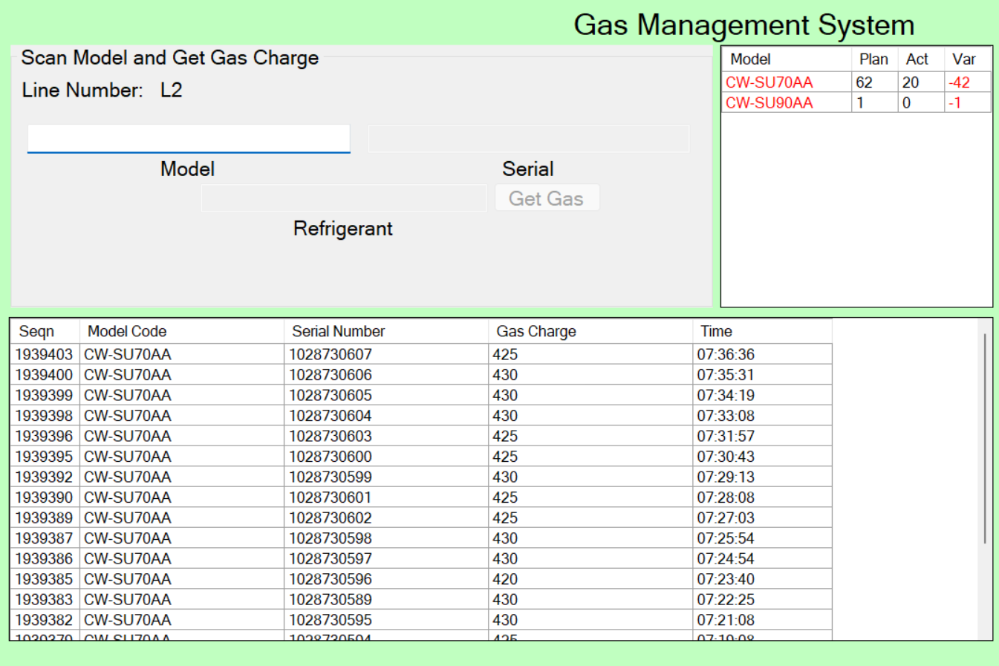 Gas Management System
Scan Model and Get Gas Charge
Line Number: L2
Model
Serial
Get Gas
Refrigerant
Model Plan Act Var
CW-SU70AA 62 20 -42
CW-SU90AA 1 0 -1
Seqn Model Code Serial Number Gas Charge Time
1939403 CW-SU70AA 1028730607 425 07:36:36
1939400 CW-SU70AA 1028730606 430 07:35:31
1939399 CW-SU70AA 1028730605 430 07:34:19
1939398 CW-SU70AA 1028730604 430 07:33:08
1939396 CW-SU70AA 1028730603 425 07:31:57
1939395 CW-SU70AA 1028730600 425 07:30:43
1939392 CW-SU70AA 1028730599 430 07:29:13
1939390 CW-SU70AA 1028730601 425 07:28:08
1939389 CW-SU70AA 1028730602 425 07:27:03
1939387 CW-SU70AA 1028730598 430 07:25:54
1939386 CW-SU70AA 1028730597 430 07:24:54
1939385 CW-SU70AA 1028730596 420 07:23:40
1939383 CW-SU70AA 1028730589 430 07:22:25
1939382 CW-SU70AA 1028730595 430 07:21:08
CW-SU70AA 1028730594 425